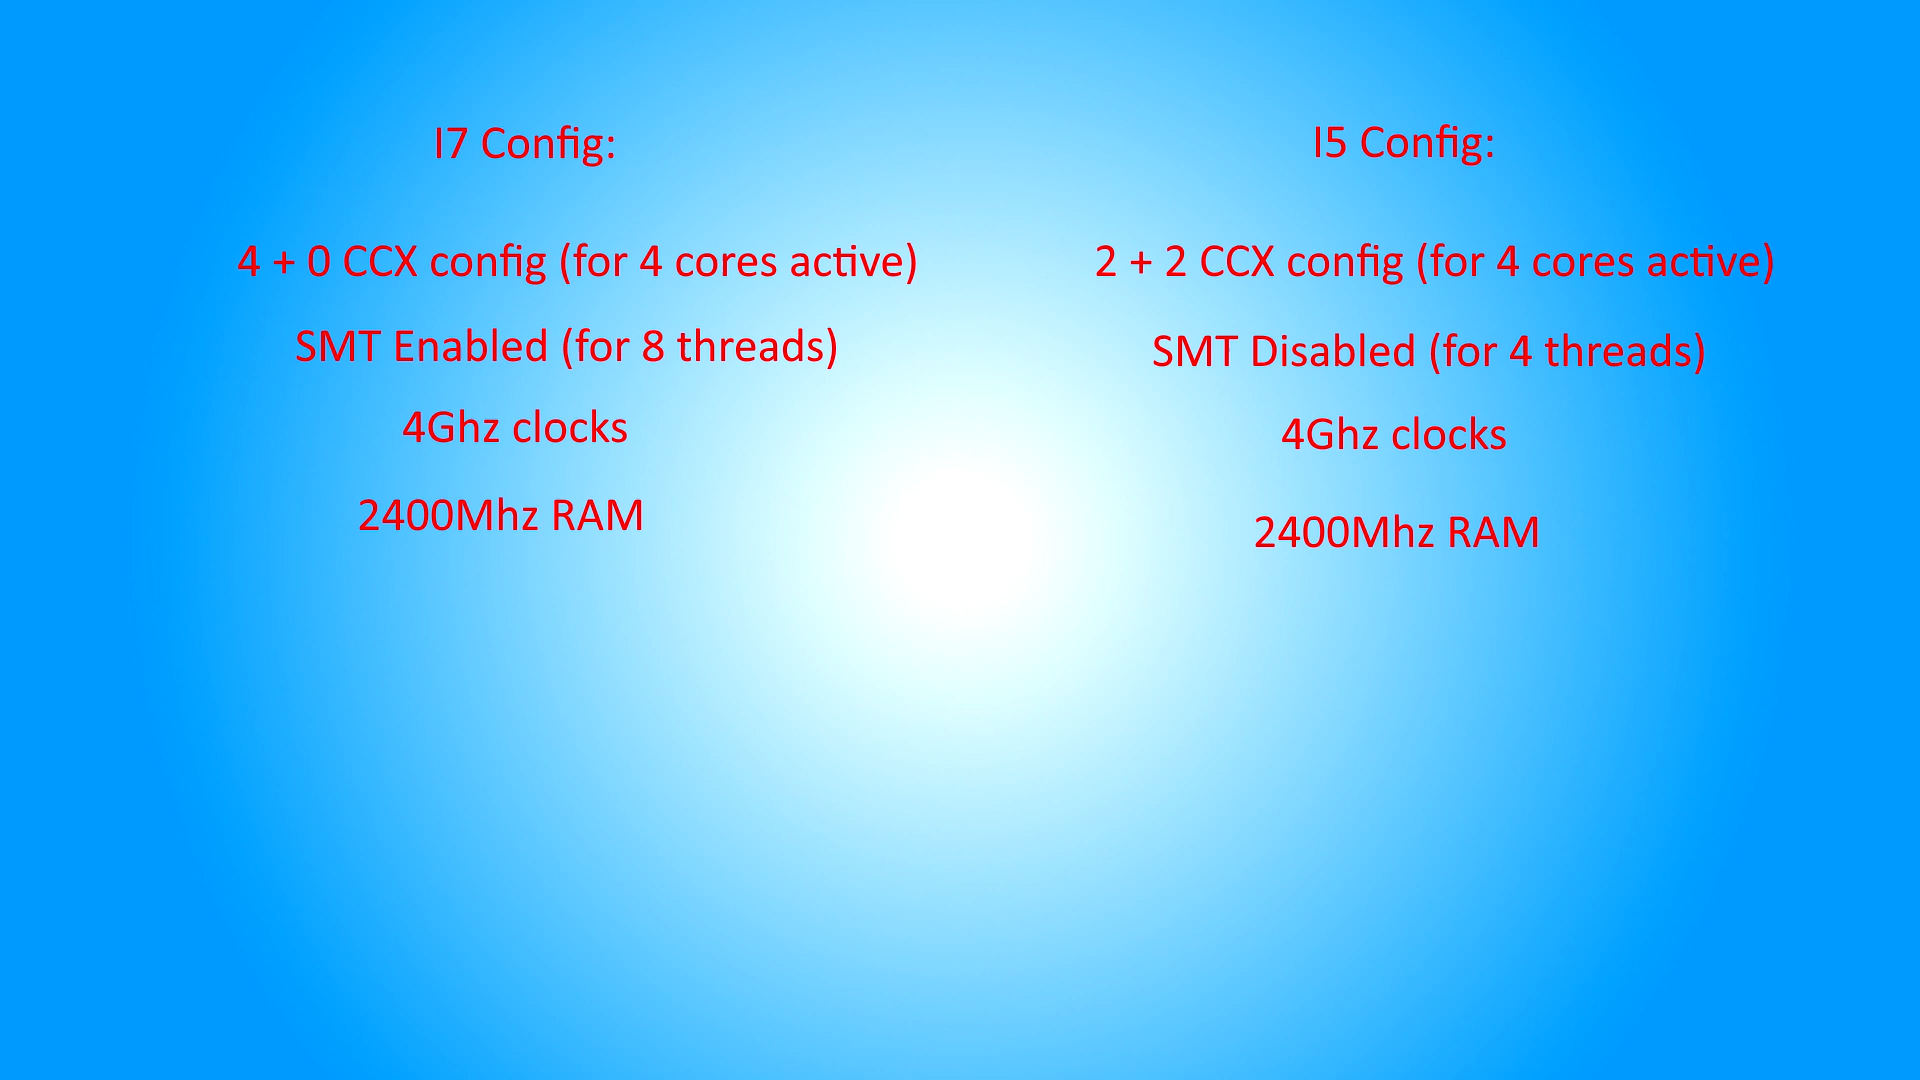 I7 Config:
4 + 0 CCX config (for 4 cores active)
SMT Enabled (for 8 threads)
4Ghz clocks
2400Mhz RAM
I5 Config:
2 + 2 CCX config (for 4 cores active)
SMT Disabled (for 4 threads)
4Ghz clocks
2400Mhz RAM